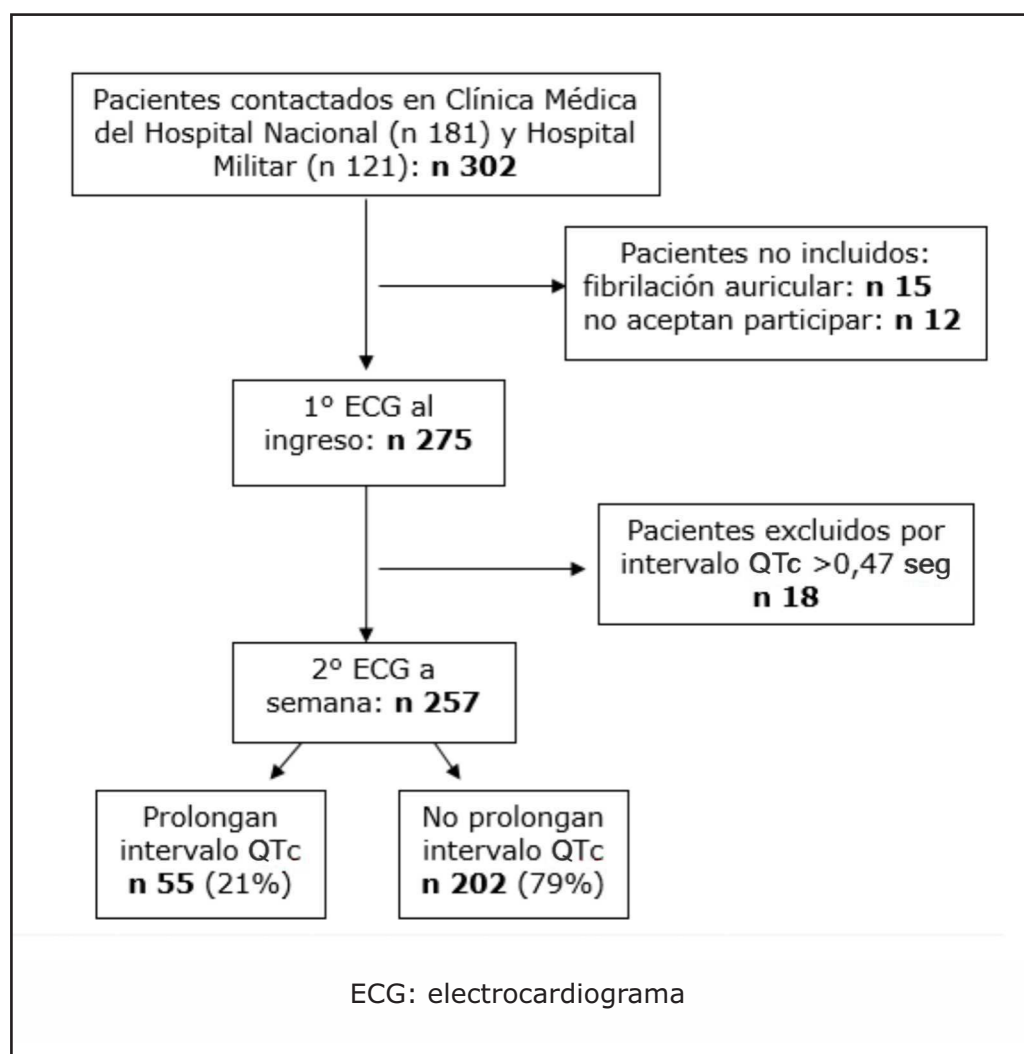 Pacientes contactados en Clínica Médica
del Hospital Nacional (n 181) y Hospital
Militar (n 121): n 302
Pacientes no incluidos:
fibrilación auricular: n 15
no aceptan participar: n 12
1º ECG al
ingreso: n 275
Pacientes excluidos por
intervalo QTc >0,47 seg
n 18
2º ECG a
semana: n 257
Prolongan
intervalo QTc
n 55 (21%)
No prolongan
intervalo QTc
n 202 (79%)
ECG: electrocardiograma